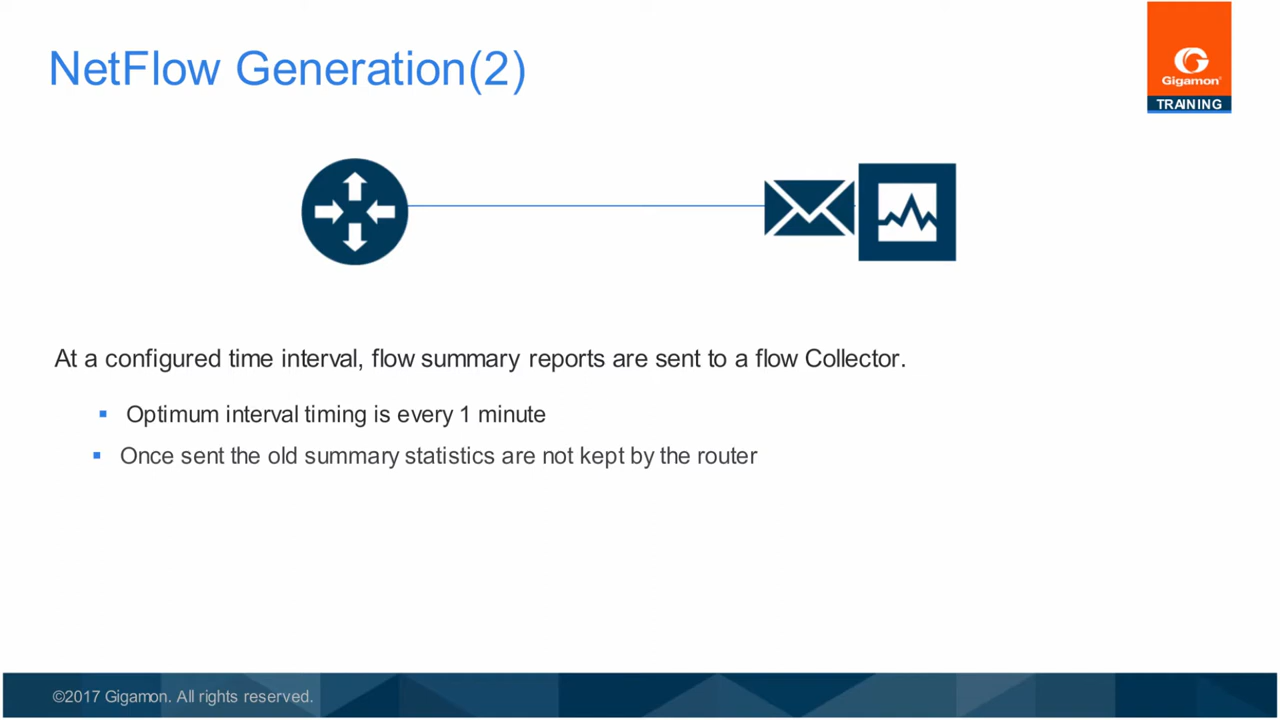 NetFlow Generation(2)
Gigamon®
TRAINING
At a configured time interval, flow summary reports are sent to a flow Collector.
▪ Optimum interval timing is every 1 minute
▪ Once sent the old summary statistics are not kept by the router
©2017 Gigamon. All rights reserved.